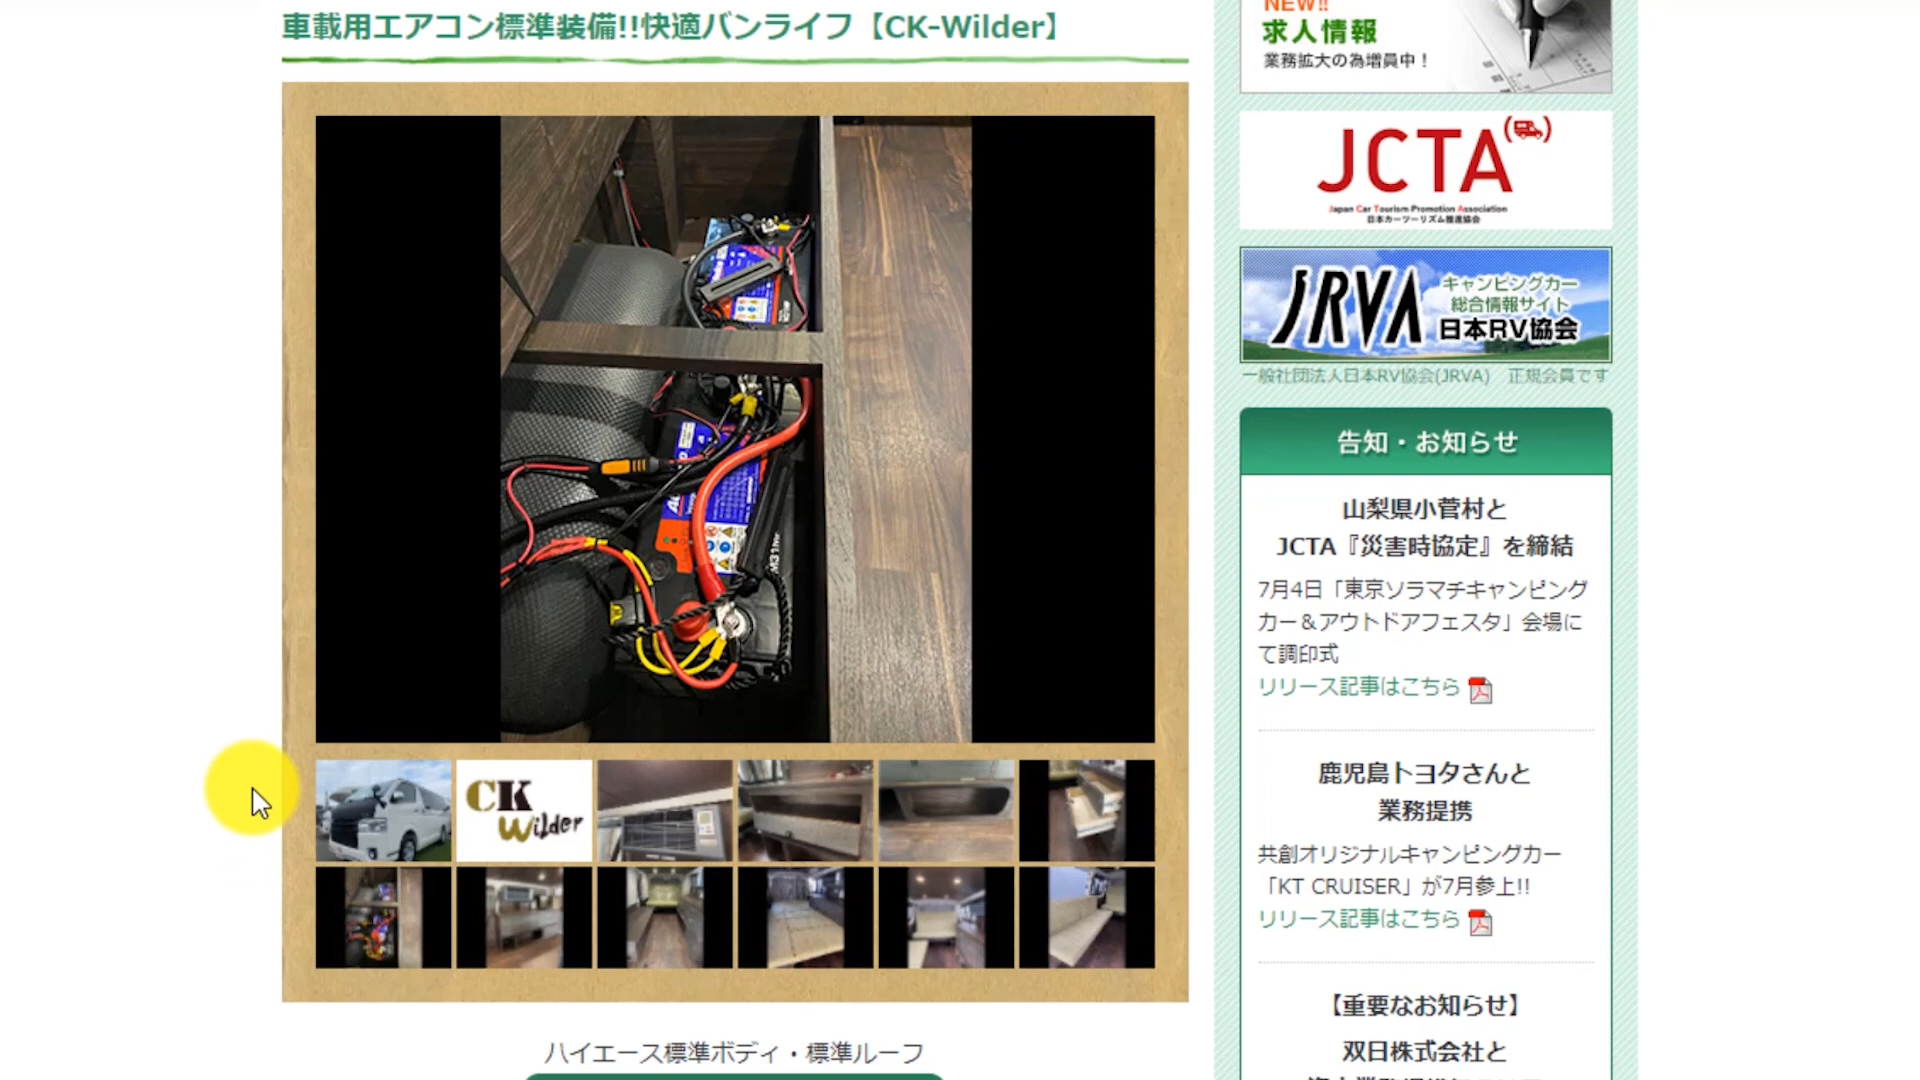 車載用エアコン標準装備!!快適バンライフ【CK-Wilder】
CK
Wilder
ハイエース標準ボディ・標準ルーフ
NEW!!
求人情報
業務拡大の為増員中！
JCTA
Japan Car Tourism Promotion Association
日本カーツーリズム推進協会
JRVA
キャンピングカー
総合情報サイト
日本RV協会
一般社団法人日本RV協会(JRVA)　正規会員です
告知・お知らせ
山梨県小菅村と
JCTA『災害時協定』を締結
7月4日「東京ソラマチキャンピング
カー＆アウトドアフェスタ」会場に
て調印式
リリース記事はこちら
鹿児島トヨタさんと
業務提携
共創オリジナルキャンピングカー
「KT CRUISER」が7月参上!!
リリース記事はこちら
【重要なお知らせ】
双日株式会社と